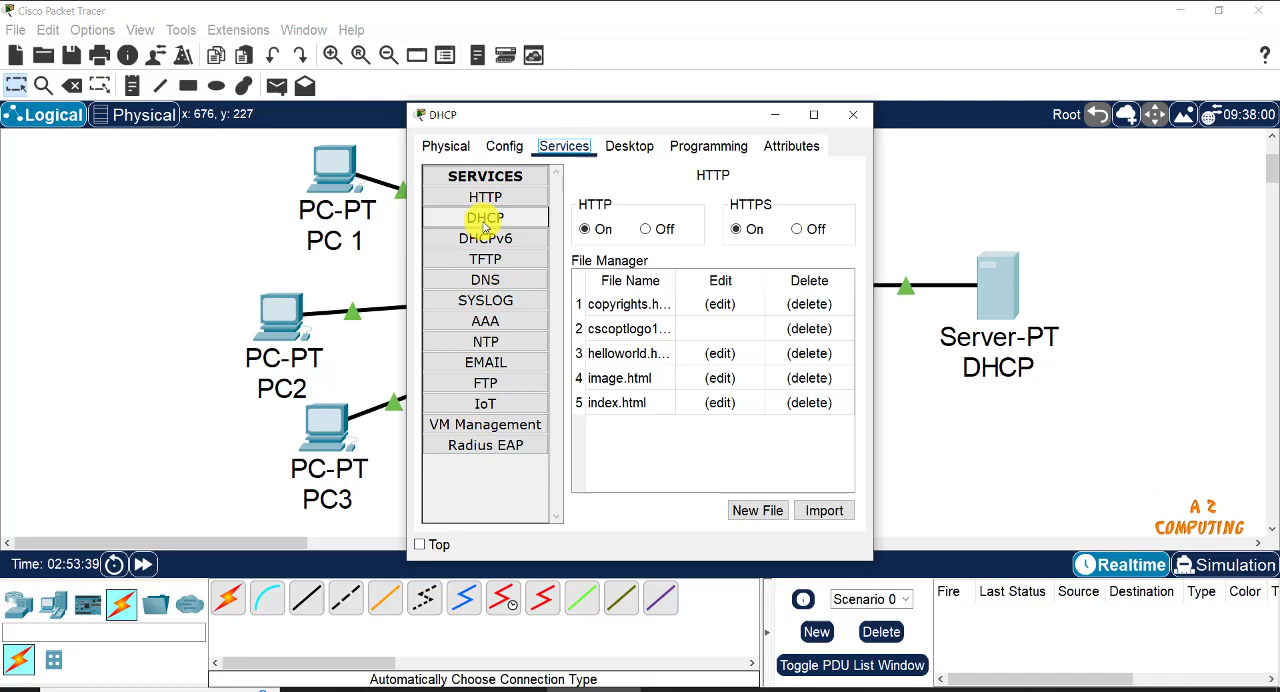 Cisco Packet Tracer
File Edit Options View Tools Extensions Window Help
?
Logical Physical x: 676, y: 227 Root 09:38:00
PC-PT
PC 1
PC-PT
PC2
PC-PT
PC3
DHCP
Physical Config Services Desktop Programming Attributes
SERVICES
HTTP
DHCP
DHCPv6
TFTP
DNS
SYSLOG
AAA
NTP
EMAIL
FTP
IoT
VM Management
Radius EAP
HTTP
HTTP HTTPS
On Off On Off
File Manager
File Name Edit Delete
1 copyrights.h... (edit) (delete)
2 cscoptlogo1... (delete)
3 helloworld.h... (edit) (delete)
4 image.html (edit) (delete)
5 index.html (edit) (delete)
New File Import
Top
Server-PT
DHCP
A Z
COMPUTING
Time: 02:53:39 Realtime Simulation
Scenario 0
New Delete
Toggle PDU List Window
Fire Last Status Source Destination Type Color T
Automatically Choose Connection Type